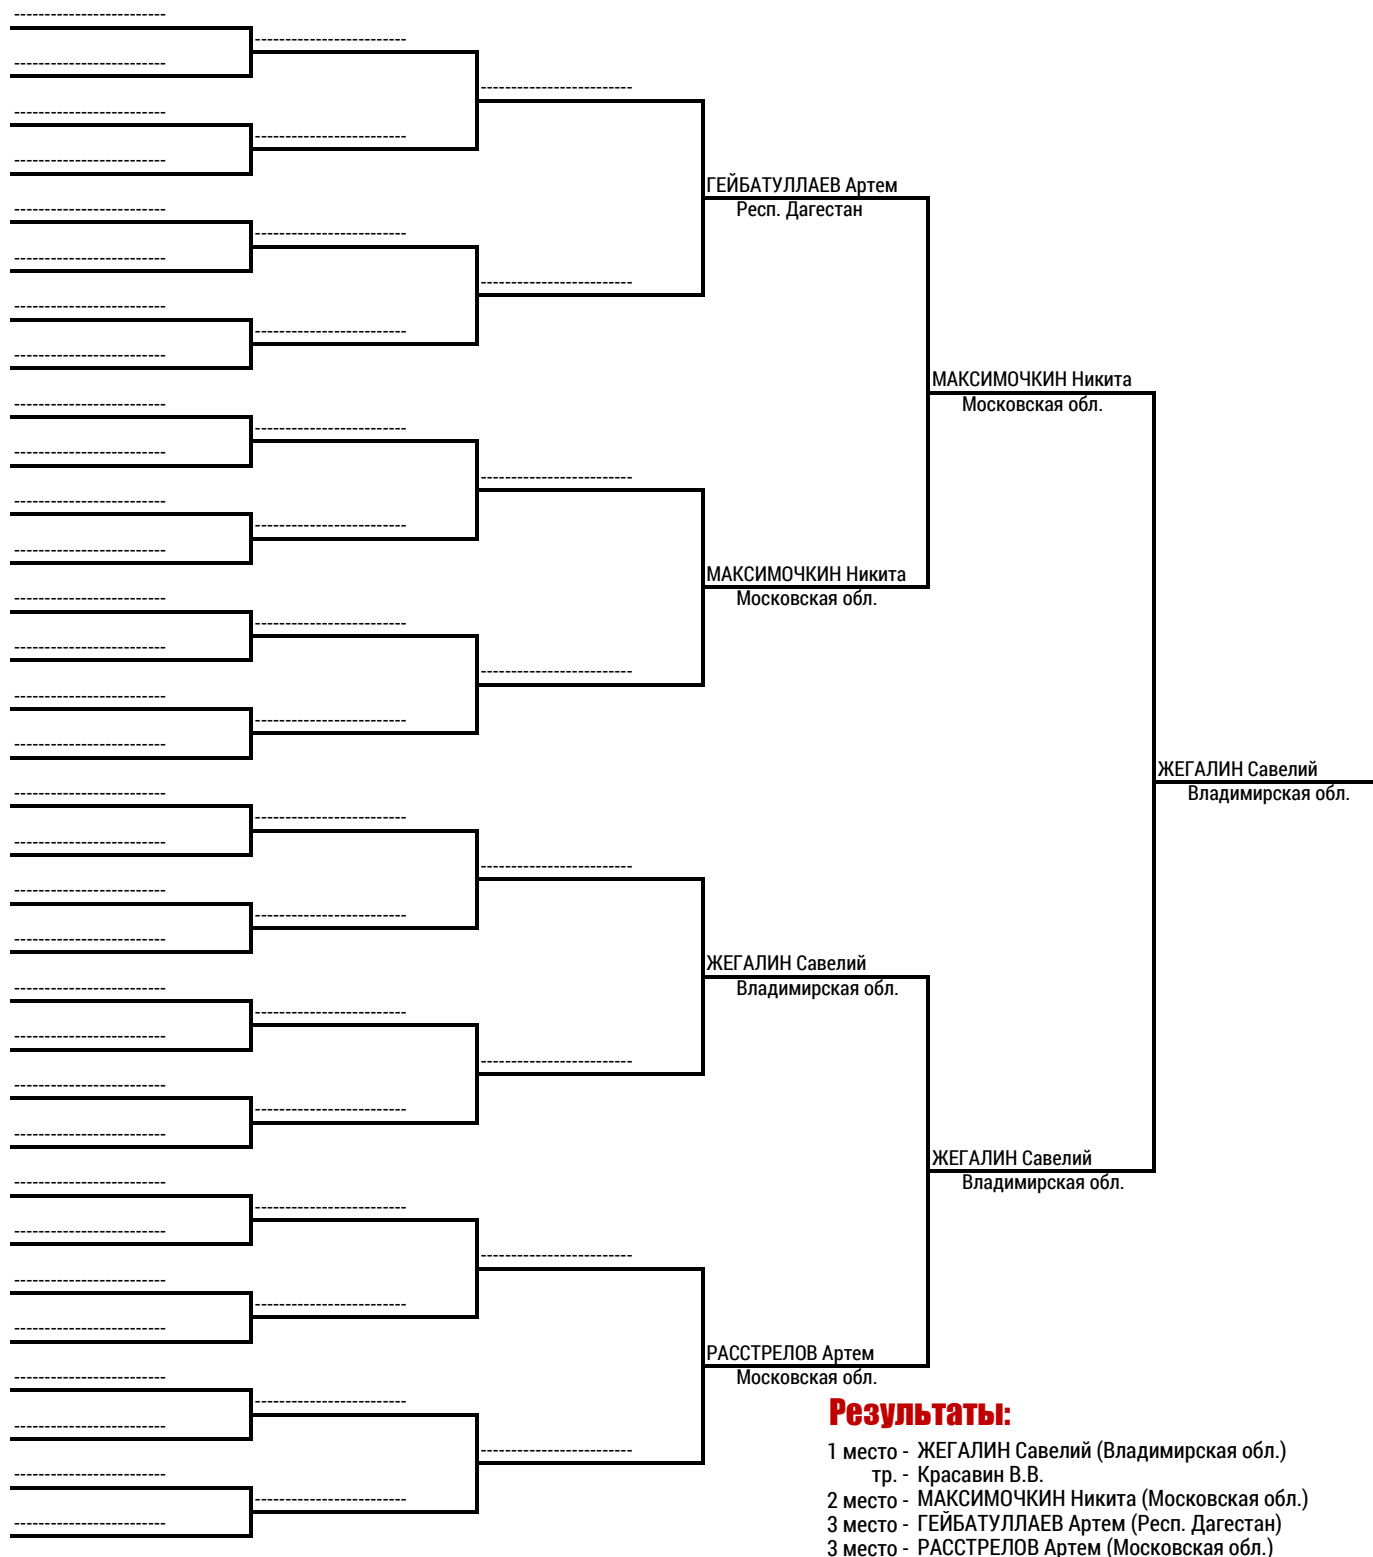 ГЕЙБАТУЛЛАЕВ Артем
Респ. Дагестан
МАКСИМОЧКИН Никита
Московская обл.
МАКСИМОЧКИН Никита
Московская обл.
ЖЕГАЛИН Савелий
Владимирская обл.
ЖЕГАЛИН Савелий
Владимирская обл.
ЖЕГАЛИН Савелий
Владимирская обл.
РАССТРЕЛОВ Артем
Московская обл.
Результаты:
1 место - ЖЕГАЛИН Савелий (Владимирская обл.)
тр. - Красавин В.В.
2 место - МАКСИМОЧКИН Никита (Московская обл.)
3 место - ГЕЙБАТУЛЛАЕВ Артем (Респ. Дагестан)
3 место - РАССТРЕЛОВ Артем (Московская обл.)